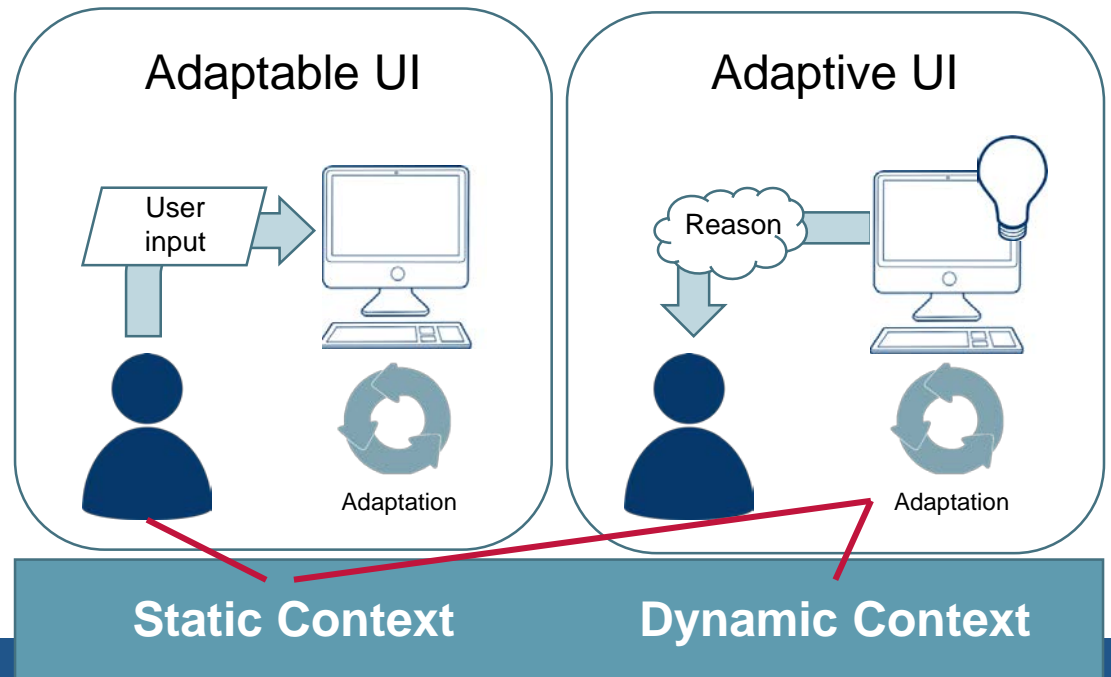 Adaptable UI
User
input
Adaptation
Adaptive UI
Reason
Adaptation
Static Context
Dynamic Context